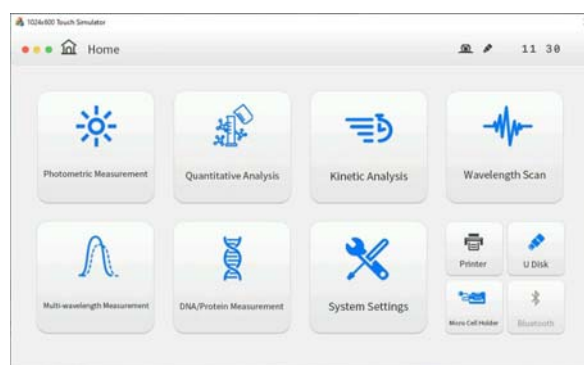 1024x600 Touch Simulator
Home
11 30
Photometric Measurement
Quantitative Analysis
Kinetic Analysis
Wavelength Scan
Multi-wavelength Measurement
DNA/Protein Measurement
System Settings
Printer
U Disk
Micro Cell Holder
Bluetooth